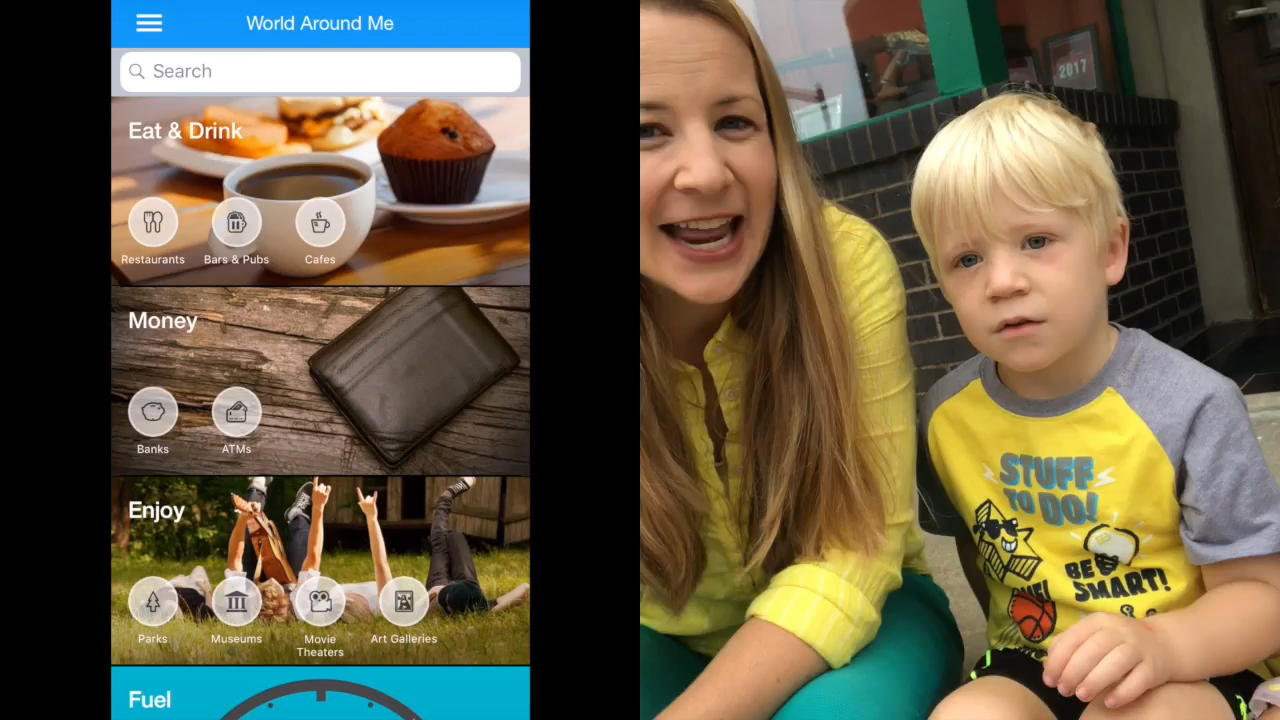 World Around Me
Search
Eat & Drink
Restaurants
Bars & Pubs
Cafes
Money
Banks
ATMs
Enjoy
Parks
Museums
Movie
Theaters
Art Galleries
Fuel
2017
STUFF
TO DO!
BE
SMART!